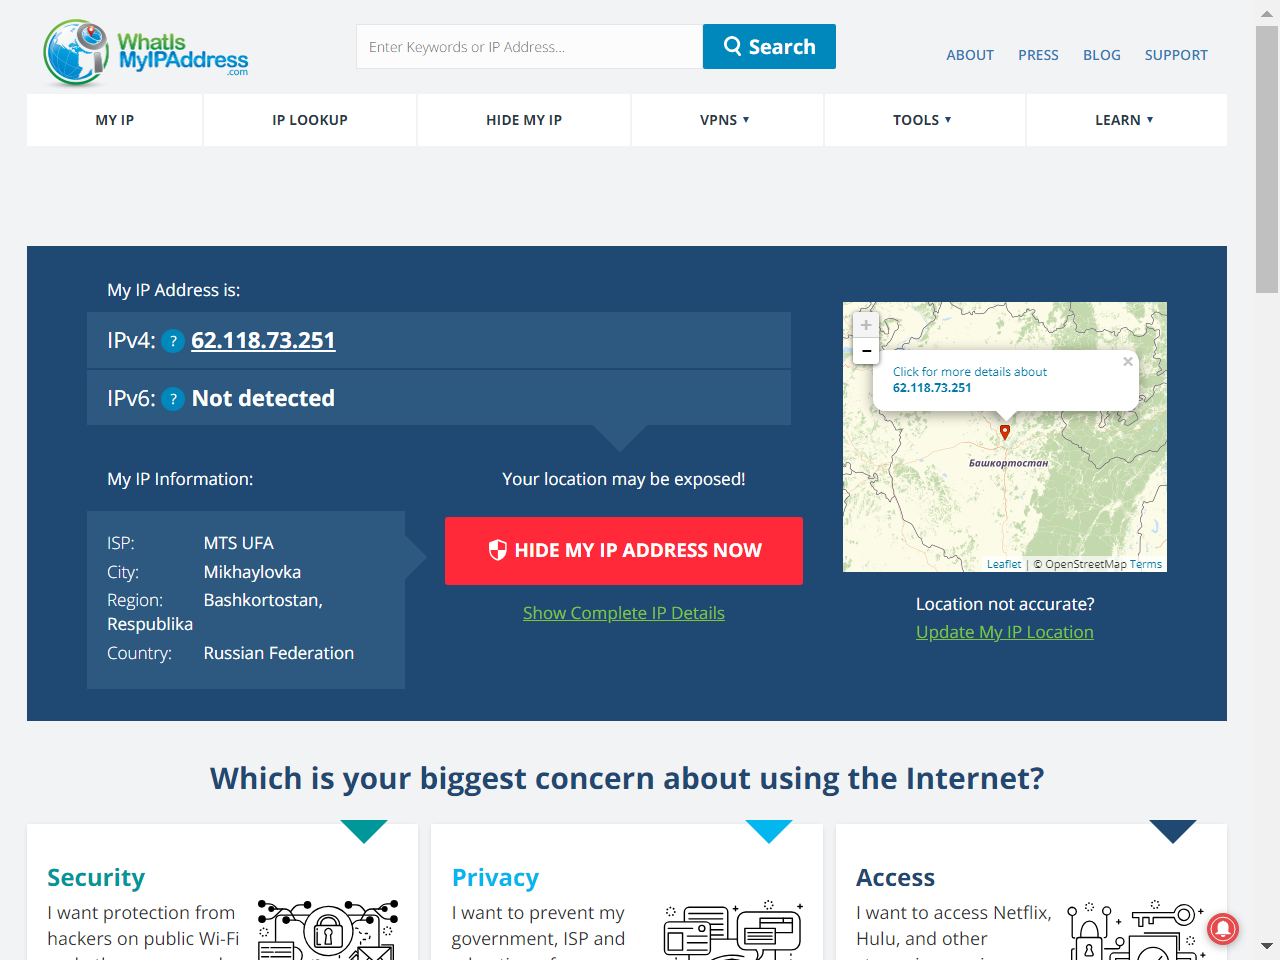 WhatIs
MyIPAddress
.com
Enter Keywords or IP Address...
Search
ABOUT PRESS BLOG SUPPORT
MY IP IP LOOKUP HIDE MY IP VPNS ▾ TOOLS ▾ LEARN ▾
My IP Address is:
IPv4: ? 62.118.73.251
IPv6: ? Not detected
+
−
Click for more details about
62.118.73.251
×
Башкортостан
Leaflet | © OpenStreetMap Terms
My IP Information:
ISP: MTS UFA
City: Mikhaylovka
Region: Bashkortostan,
Respublika
Country: Russian Federation
Your location may be exposed!
HIDE MY IP ADDRESS NOW
Show Complete IP Details
Location not accurate?
Update My IP Location
Which is your biggest concern about using the Internet?
Security
I want protection from
hackers on public Wi-Fi
Privacy
I want to prevent my
government, ISP and
Access
I want to access Netflix,
Hulu, and other